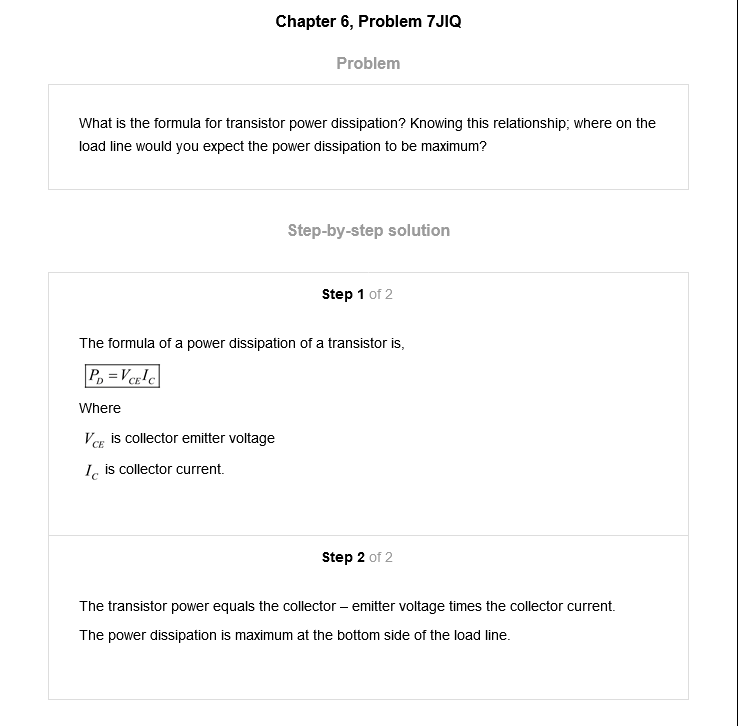 Chapter 6, Problem 7JIQ
Problem
What is the formula for transistor power dissipation? Knowing this relationship; where on the
load line would you expect the power dissipation to be maximum?
Step-by-step solution
Step 1 of 2
The formula of a power dissipation of a transistor is,
P_D = V_{CE}I_C
Where
V_{CE} is collector emitter voltage
I_C is collector current.
Step 2 of 2
The transistor power equals the collector – emitter voltage times the collector current.
The power dissipation is maximum at the bottom side of the load line.